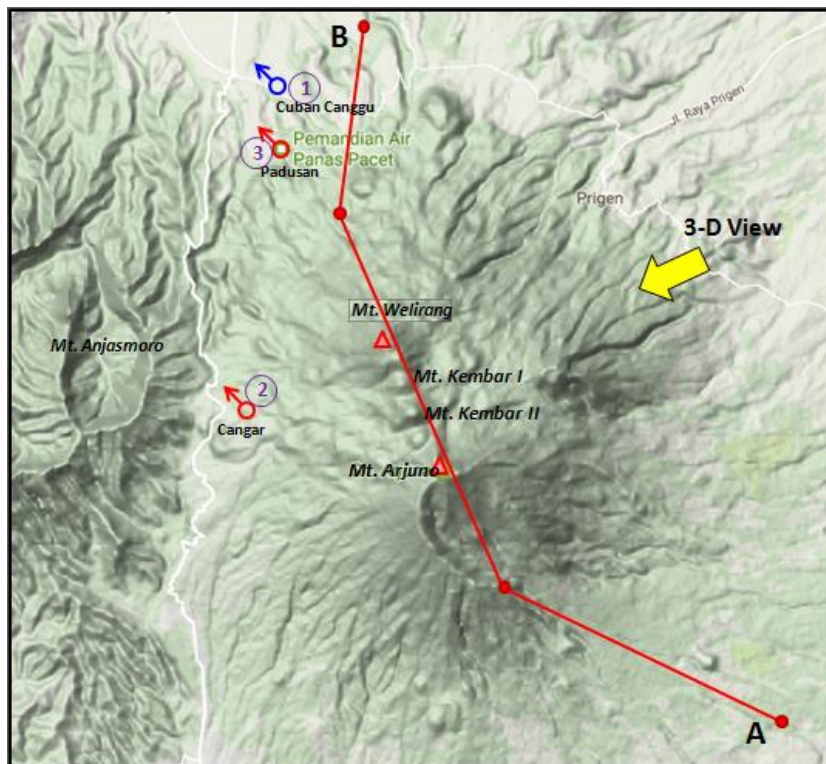 B
1
Cuban Canggu
Jl. Raya Prigen
3
Pemandian Air
Panas Pacet
Padusan
Prigen
3-D View
Mt. Welirang
Mt. Anjasmoro
Mt. Kembar I
2
Mt. Kembar II
Cangar
Mt. Arjuno
A